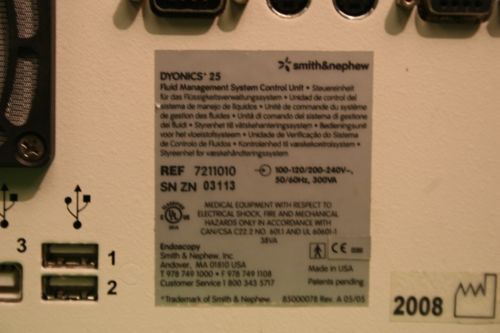 smith&nephew
DYONICS* 25
Fluid Management System Control Unit • Steuereinheit
für das Flüssigkeitsverwaltungssystem • Unidad de control del
sistema de manejo de líquidos • Unité de commande du système
de gestion des fluides • Unità di comando del sistema di gestione
dei fluidi • Styrenhet till vätskehanteringssystem • Bedieningsunit
voor het vloeistofsysteem • Unidade de Verificação do Sistema
de Controlo de Fluidos • Kontrolenhed til væskekontrolsystem •
Styreenhet for væskehåndteringssystem
REF 7211010
SN ZN 03113
100-120/200-240V~,
50/60Hz, 300VA
MEDICAL EQUIPMENT WITH RESPECT TO
ELECTRICAL SHOCK, FIRE AND MECHANICAL
HAZARDS ONLY IN ACCORDANCE WITH
CAN/CSA C22.2 NO. 601.1 AND UL 60601-1
38VA
Endoscopy
Smith & Nephew, Inc.
Andover, MA 01810 USA
T 978 749 1000 • F 978 749 1108
Customer Service 1 800 343 5717
CE
Made in USA
Patents pending.
*Trademark of Smith & Nephew.
85000078 Rev. A 05/05
3
1
2
2008